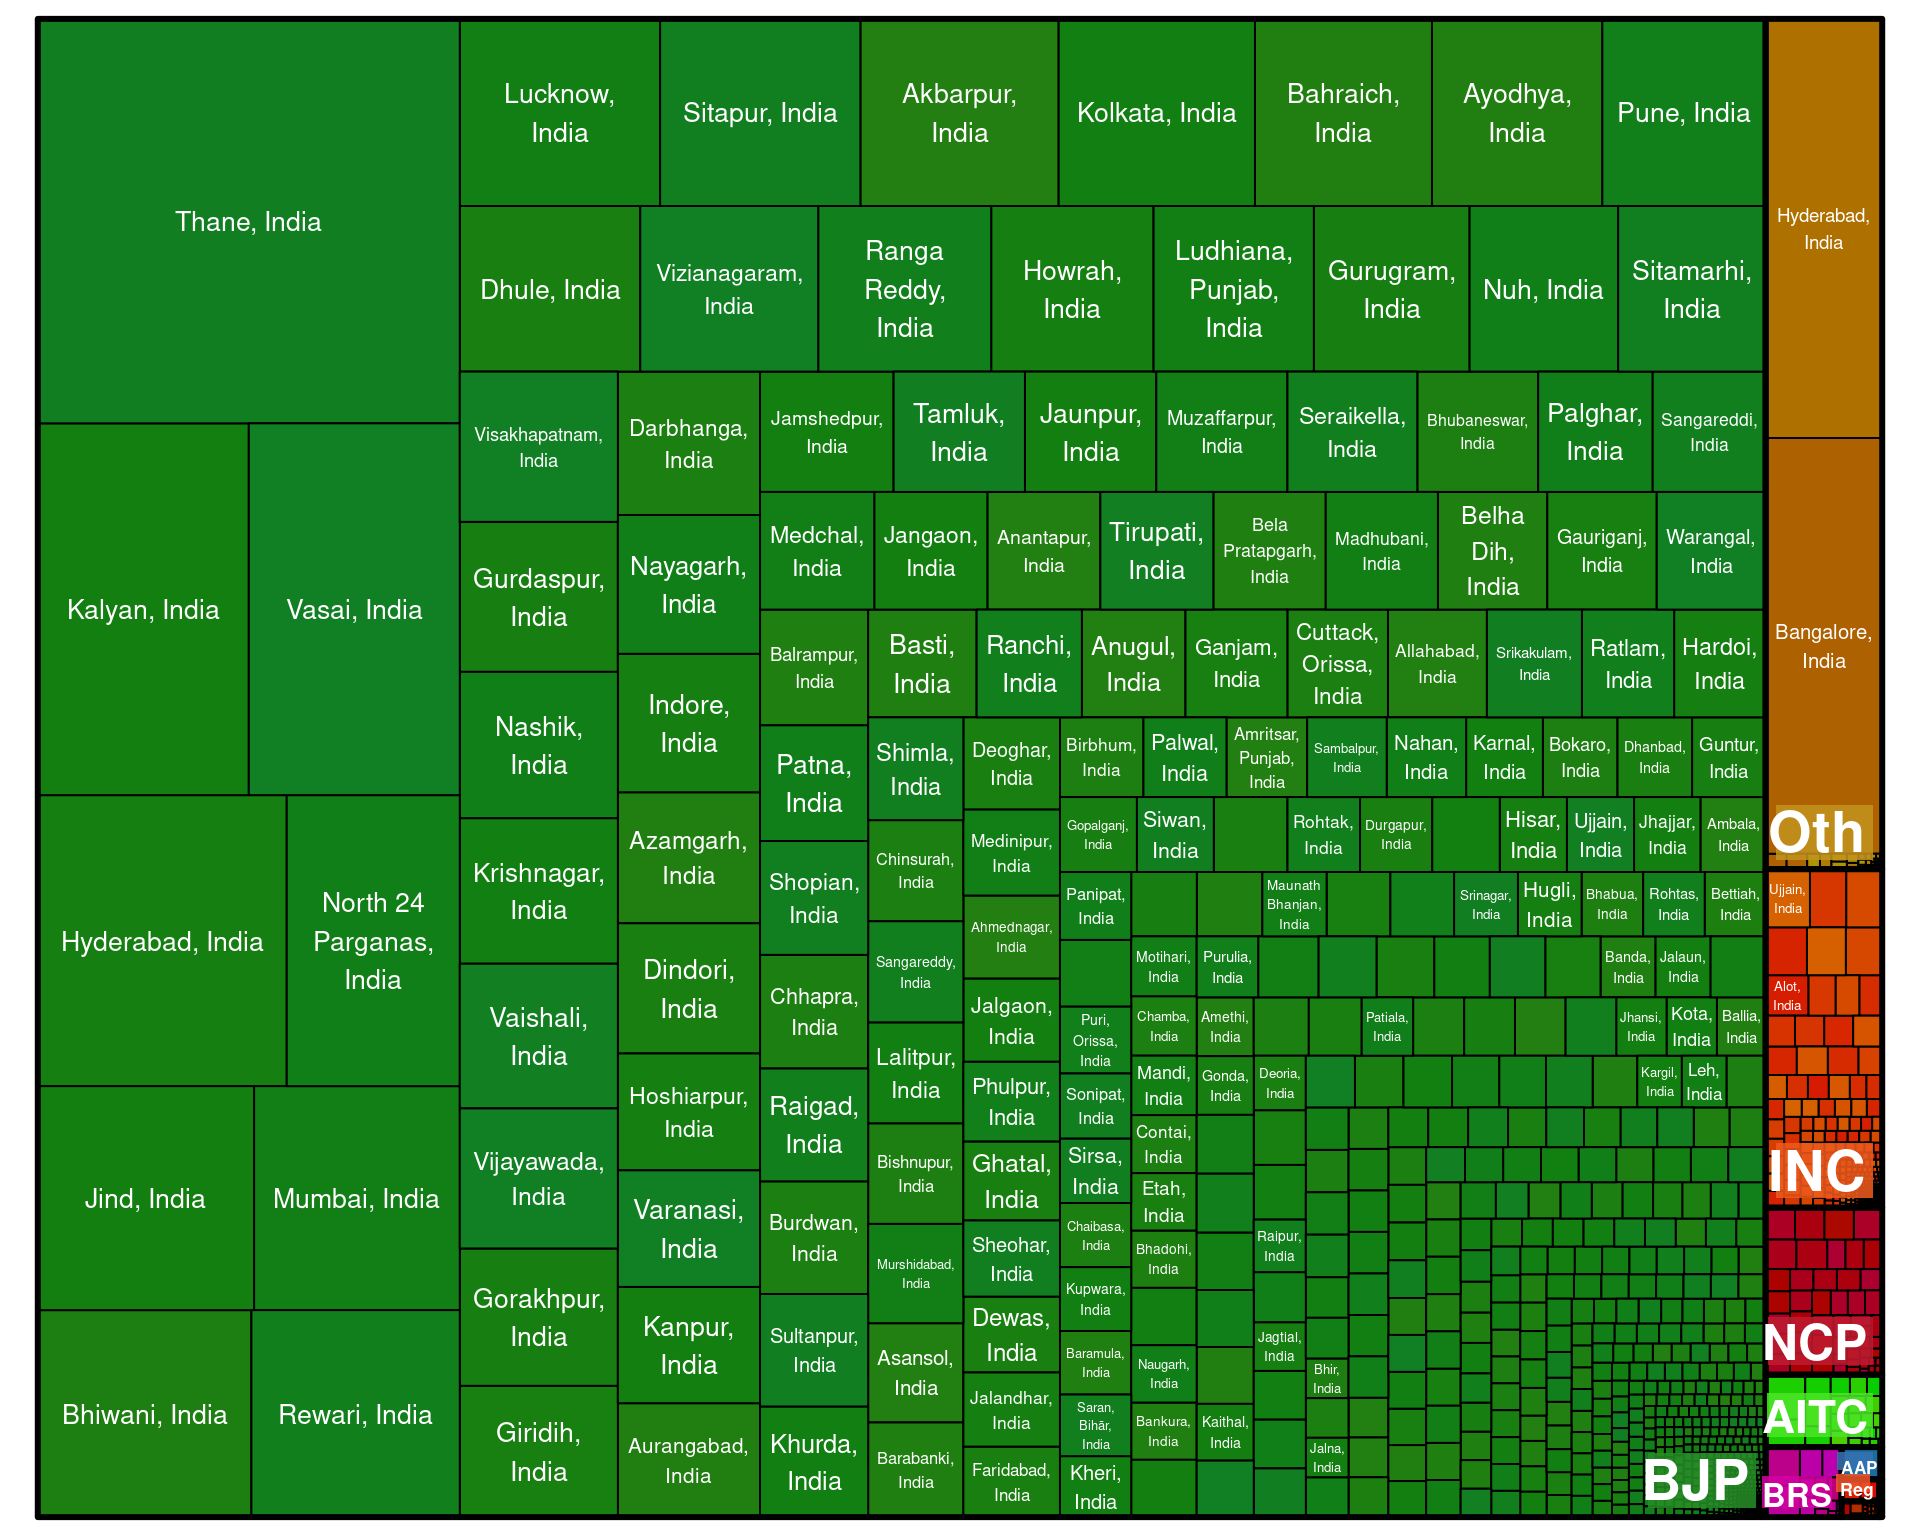 Thane, India
Lucknow,
India
Sitapur, India
Akbarpur,
India
Kolkata, India
Bahraich,
India
Ayodhya,
India
Pune, India
Hyderabad,
India
Dhule, India
Vizianagaram,
India
Ranga
Reddy,
India
Howrah,
India
Ludhiana,
Punjab,
India
Gurugram,
India
Nuh, India
Sitamarhi,
India
Visakhapatnam,
India
Darbhanga,
India
Jamshedpur,
India
Tamluk,
India
Jaunpur,
India
Muzaffarpur,
India
Seraikella,
India
Bhubaneswar,
India
Palghar,
India
Sangareddi,
India
Kalyan, India
Vasai, India
Gurdaspur,
India
Nayagarh,
India
Medchal,
India
Jangaon,
India
Anantapur,
India
Tirupati,
India
Bela
Pratapgarh,
India
Madhubani,
India
Belha
Dih,
India
Gauriganj,
India
Warangal,
India
Bangalore,
India
Nashik,
India
Indore,
India
Balrampur,
India
Basti,
India
Ranchi,
India
Anugul,
India
Ganjam,
India
Cuttack,
Orissa,
India
Allahabad,
India
Srikakulam,
India
Ratlam,
India
Hardoi,
India
Patna,
India
Shimla,
India
Deoghar,
India
Birbhum,
India
Palwal,
India
Amritsar,
Punjab,
India
Sambalpur,
India
Nahan,
India
Karnal,
India
Bokaro,
India
Dhanbad,
India
Guntur,
India
Hyderabad, India
North 24
Parganas,
India
Krishnagar,
India
Azamgarh,
India
Shopian,
India
Chinsurah,
India
Medinipur,
India
Gopalganj,
India
Siwan,
India
Rohtak,
India
Durgapur,
India
Hisar,
India
Ujjain,
India
Jhajjar,
India
Ambala,
India
Oth
Ahmednagar,
India
Panipat,
India
Maunath
Bhanjan,
India
Srinagar,
India
Hugli,
India
Bhabua,
India
Rohtas,
India
Bettiah,
India
Ujjain,
India
Vaishali,
India
Dindori,
India
Chhapra,
India
Sangareddy,
India
Jalgaon,
India
Motihari,
India
Purulia,
India
Banda,
India
Jalaun,
India
Alot,
India
Puri,
Orissa,
India
Chamba,
India
Amethi,
India
Patiala,
India
Jhansi,
India
Kota,
India
Ballia,
India
Jind, India
Mumbai, India
Vijayawada,
India
Hoshiarpur,
India
Raigad,
India
Lalitpur,
India
Phulpur,
India
Sonipat,
India
Mandi,
India
Gonda,
India
Deoria,
India
Kargil,
India
Leh,
India
Varanasi,
India
Burdwan,
India
Bishnupur,
India
Ghatal,
India
Sirsa,
India
Contai,
India
Etah,
India
INC
Murshidabad,
India
Sheohar,
India
Chaibasa,
India
Bhadohi,
India
Raipur,
India
Gorakhpur,
India
Kanpur,
India
Sultanpur,
India
Asansol,
India
Dewas,
India
Kupwara,
India
Baramula,
India
Naugarh,
India
Jagtial,
India
Bhir,
India
NCP
Bhiwani, India
Rewari, India
Giridih,
India
Aurangabad,
India
Khurda,
India
Barabanki,
India
Jalandhar,
India
Faridabad,
India
Saran,
Bihār,
India
Kheri,
India
Bankura,
India
Kaithal,
India
Jalna,
India
AITC
BJP
BRS
AAP
Reg